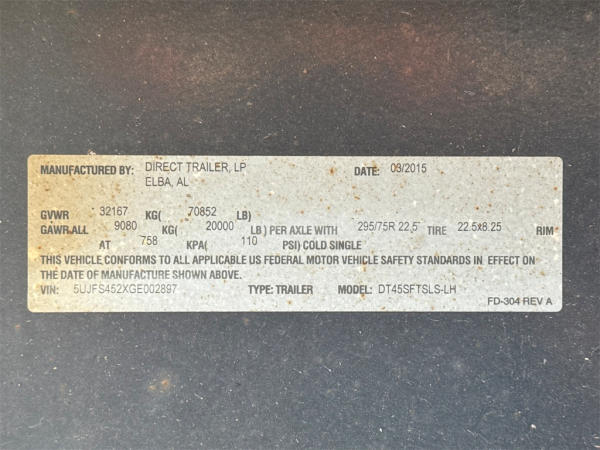 MANUFACTURED BY: DIRECT TRAILER, LP DATE: 03/2015
ELBA, AL
GVWR 32167 KG( 70852 LB)
GAWR ALL 9080 KG( 20000 LB) PER AXLE WITH 295/75R 22.5 TIRE 22.5x8.25 RIM
AT 758 KPA( 110 PSI) COLD SINGLE
THIS VEHICLE CONFORMS TO ALL APPLICABLE US FEDERAL MOTOR VEHICLE SAFETY STANDARDS IN EFFECT ON
THE DATE OF MANUFACTURE SHOWN ABOVE.
VIN: 5UJFS452XGE002897 TYPE: TRAILER MODEL: DT45SFTSLS-LH
FD-304 REV A